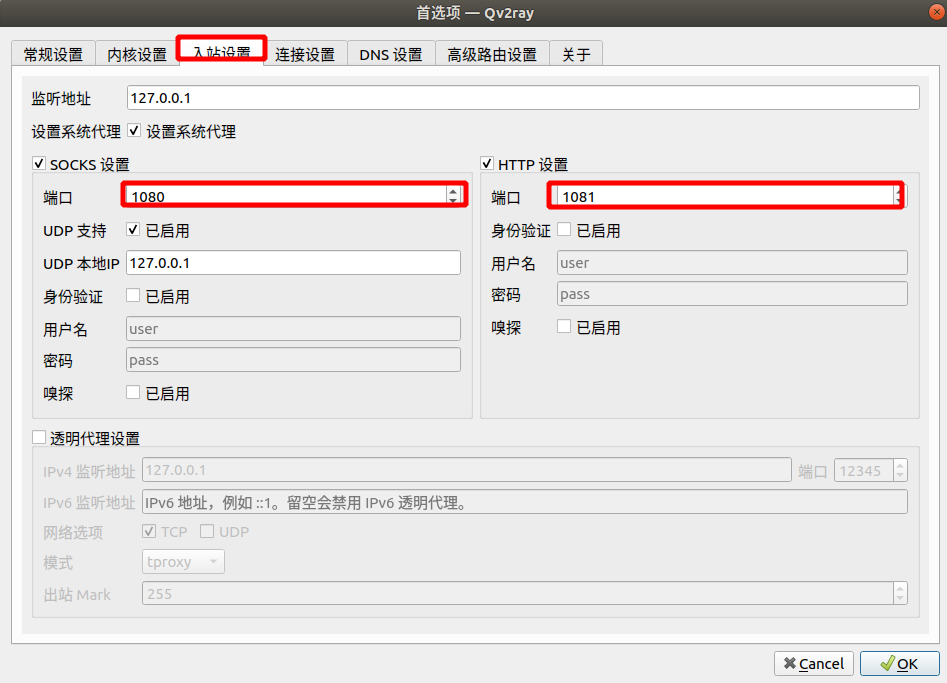 首选项 — Qv2ray
常规设置 内核设置 入站设置 连接设置 DNS 设置 高级路由设置 关于
监听地址 127.0.0.1
设置系统代理 设置系统代理
SOCKS 设置
端口 1080
UDP 支持 已启用
UDP 本地IP 127.0.0.1
身份验证 已启用
用户名 user
密码 pass
嗅探 已启用
HTTP 设置
端口 1081
身份验证 已启用
用户名 user
密码 pass
嗅探 已启用
透明代理设置
IPv4 监听地址 127.0.0.1 端口 12345
IPv6 监听地址 IPv6 地址，例如 ::1。留空会禁用 IPv6 透明代理。
网络选项 TCP UDP
模式 tproxy
出站 Mark 255
Cancel OK